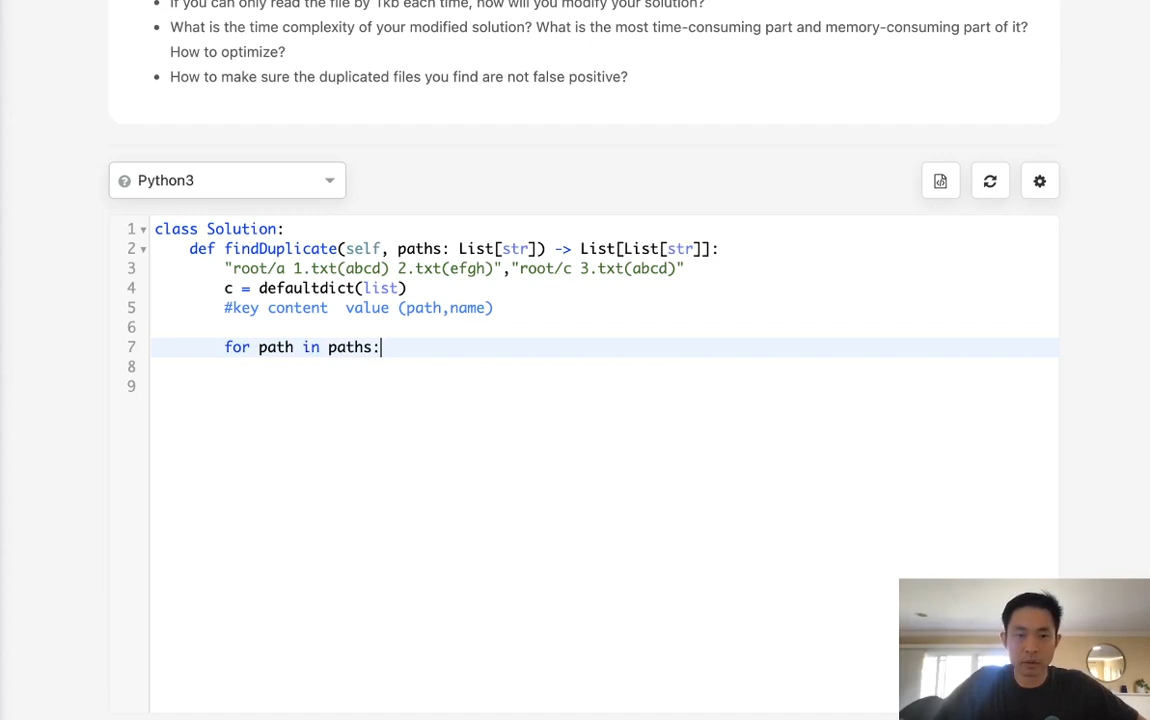 If you can only read the file by 1kb each time, how will you modify your solution?
What is the time complexity of your modified solution? What is the most time-consuming part and memory-consuming part of it?
How to optimize?
How to make sure the duplicated files you find are not false positive?
Python3
1 class Solution:
2 def findDuplicate(self, paths: List[str]) -> List[List[str]]:
3 "root/a 1.txt(abcd) 2.txt(efgh)","root/c 3.txt(abcd)"
4 c = defaultdict(list)
5 #key content value (path,name)
6
7 for path in paths:
8
9